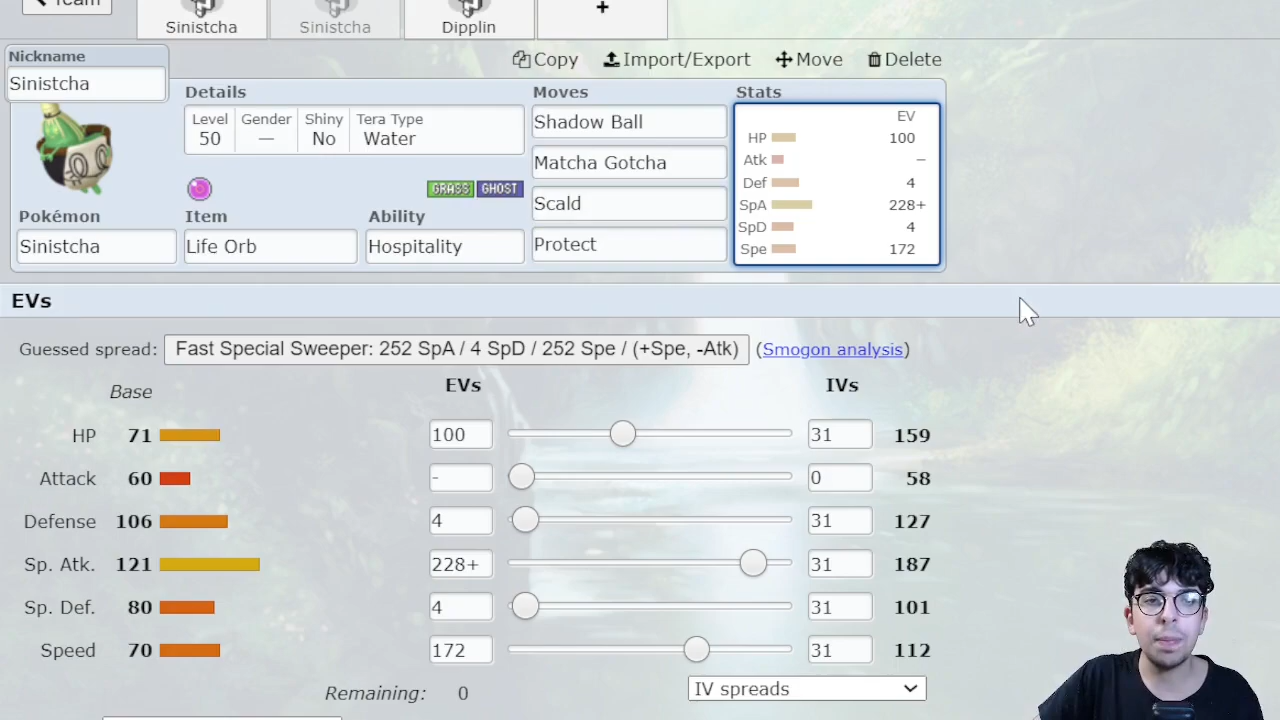 Team
Sinistcha
Sinistcha
Dipplin
+
Nickname
Sinistcha
Copy
Import/Export
Move
Delete
Details
Level
50
Gender
—
Shiny
No
Tera Type
Water
GRASS GHOST
Pokémon
Sinistcha
Item
Life Orb
Ability
Hospitality
Moves
Shadow Ball
Matcha Gotcha
Scald
Protect
Stats
EV
HP 100
Atk –
Def 4
SpA 228+
SpD 4
Spe 172
EVs
Guessed spread: Fast Special Sweeper: 252 SpA / 4 SpD / 252 Spe / (+Spe, -Atk) (Smogon analysis)
Base EVs IVs
HP 71 100 31 159
Attack 60 - 0 58
Defense 106 4 31 127
Sp. Atk. 121 228+ 31 187
Sp. Def. 80 4 31 101
Speed 70 172 31 112
Remaining: 0
IV spreads